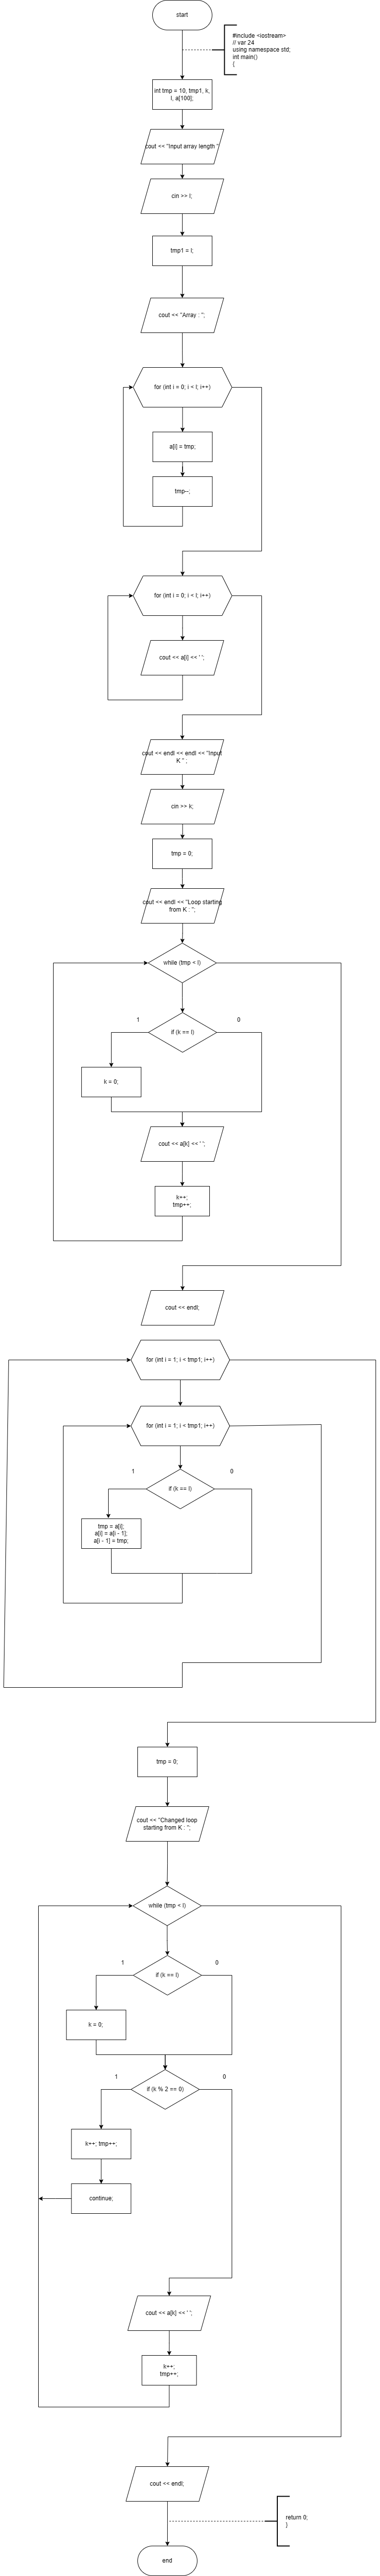 start
#include <iostream>
// var 24
using namespace std;
int main()
{
int tmp = 10, tmp1, k,
l, a[100];
cout << "Input array length "
cin >> l;
tmp1 = l;
cout << "Array : ";
for (int i = 0; i < l; i++)
a[i] = tmp;
tmp--;
for (int i = 0; i < l; i++)
cout << a[i] << ' ';
cout << endl << endl << "Input
K " ;
cin >> k;
tmp = 0;
cout << endl << "Loop starting
from K : ";
while (tmp < l)
1
0
if (k == l)
k = 0;
cout << a[k] << ' ';
k++;
tmp++;
cout << endl;
for (int i = 1; i < tmp1; i++)
for (int i = 1; i < tmp1; i++)
1
0
if (k == l)
tmp = a[i];
a[i] = a[i - 1];
a[i - 1] = tmp;
tmp = 0;
cout << "Changed loop
starting from K : ";
while (tmp < l)
1
0
if (k == l)
k = 0;
1
0
if (k % 2 == 0)
k++; tmp++;
continue;
cout << a[k] << ' ';
k++;
tmp++;
cout << endl;
return 0;
}
end